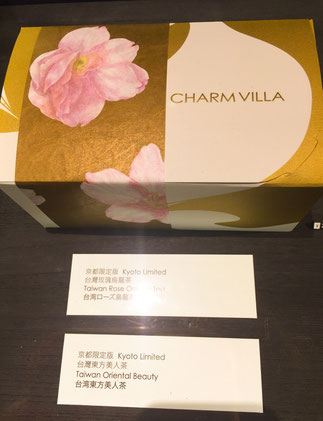 CHARM VILLA
京都限定版 Kyoto Limited
台灣玫瑰烏龍茶
Taiwan Rose
台湾ローズ烏龍
京都限定版 Kyoto Limited
台灣東方美人茶
Taiwan Oriental Beauty
台湾東方美人茶